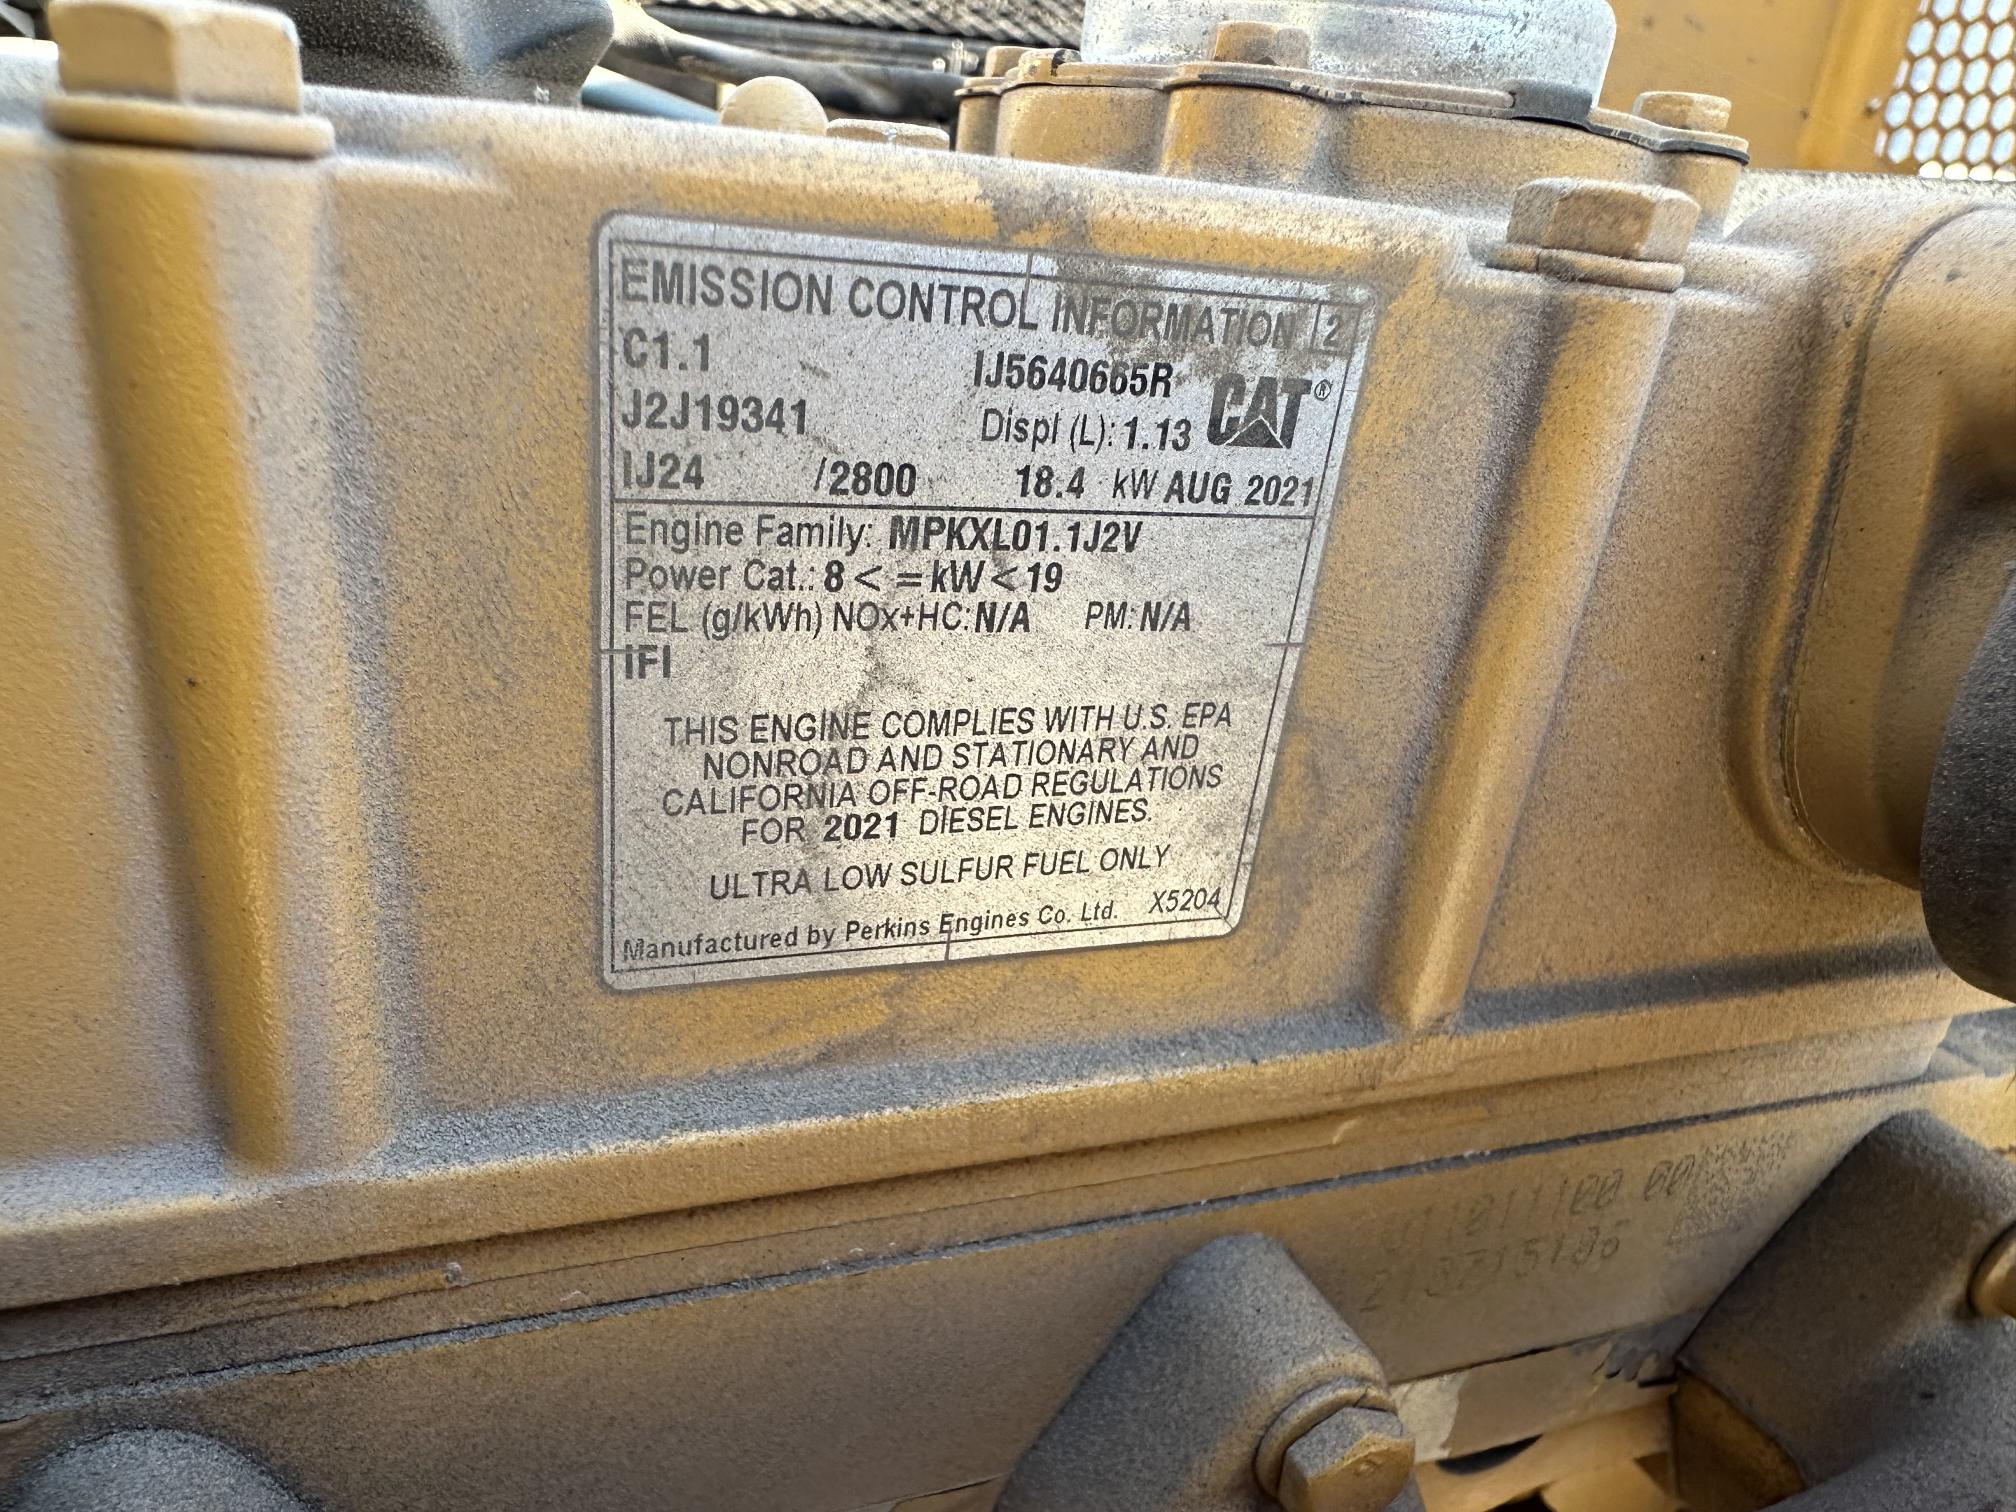 EMISSION CONTROL INFORMATION 2
C1.1 IJ5640665R CAT®
J2J19341 Displ (L): 1.13
IJ24 /2800 18.4 kW AUG 2021
Engine Family: MPKXL01.1J2V
Power Cat.: 8 < = kW < 19
FEL (g/kWh) NOx+HC: N/A PM: N/A
IFI
THIS ENGINE COMPLIES WITH U.S. EPA
NONROAD AND STATIONARY AND
CALIFORNIA OFF-ROAD REGULATIONS
FOR 2021 DIESEL ENGINES.
ULTRA LOW SULFUR FUEL ONLY
Manufactured by Perkins Engines Co. Ltd. X5204